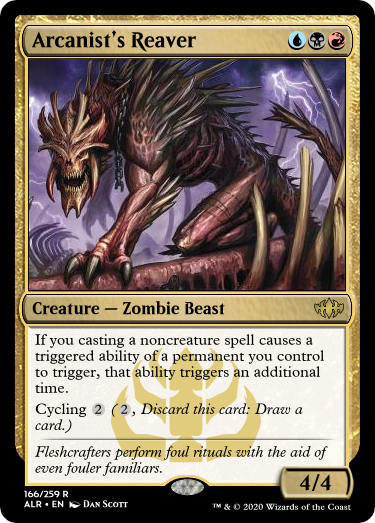 Arcanist's Reaver
Creature — Zombie Beast
If you casting a noncreature spell causes a
triggered ability of a permanent you control
to trigger, that ability triggers an additional
time.
Cycling 2 ( 2, Discard this card: Draw a
card.)
Fleshcrafters perform foul rituals with the aid of
even fouler familiars.
4/4
166/259 R
ALR • EN Dan Scott
™ & © 2020 Wizards of the Coast